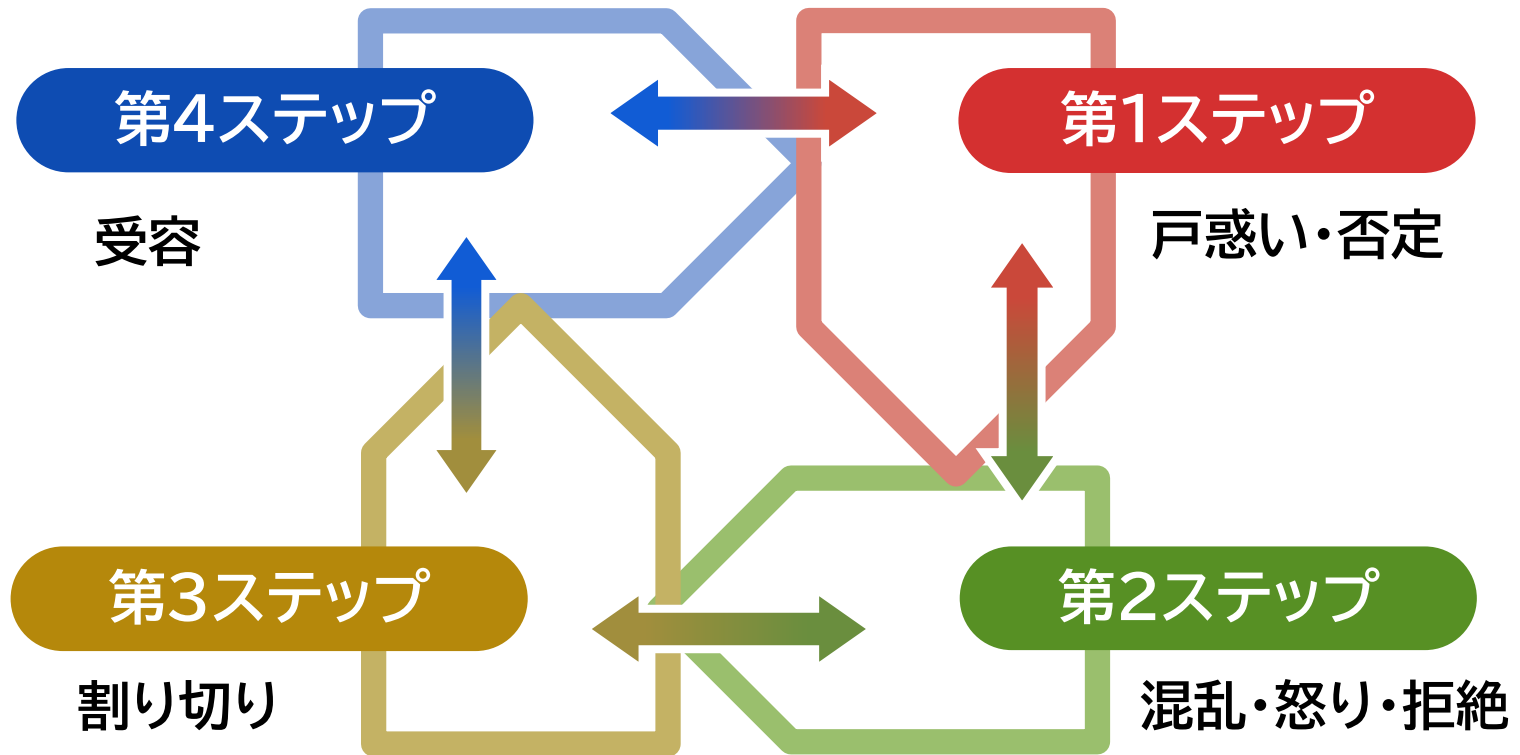 第4ステップ
受容
第1ステップ
戸惑い・否定
第3ステップ
割り切り
第2ステップ
混乱・怒り・拒絶